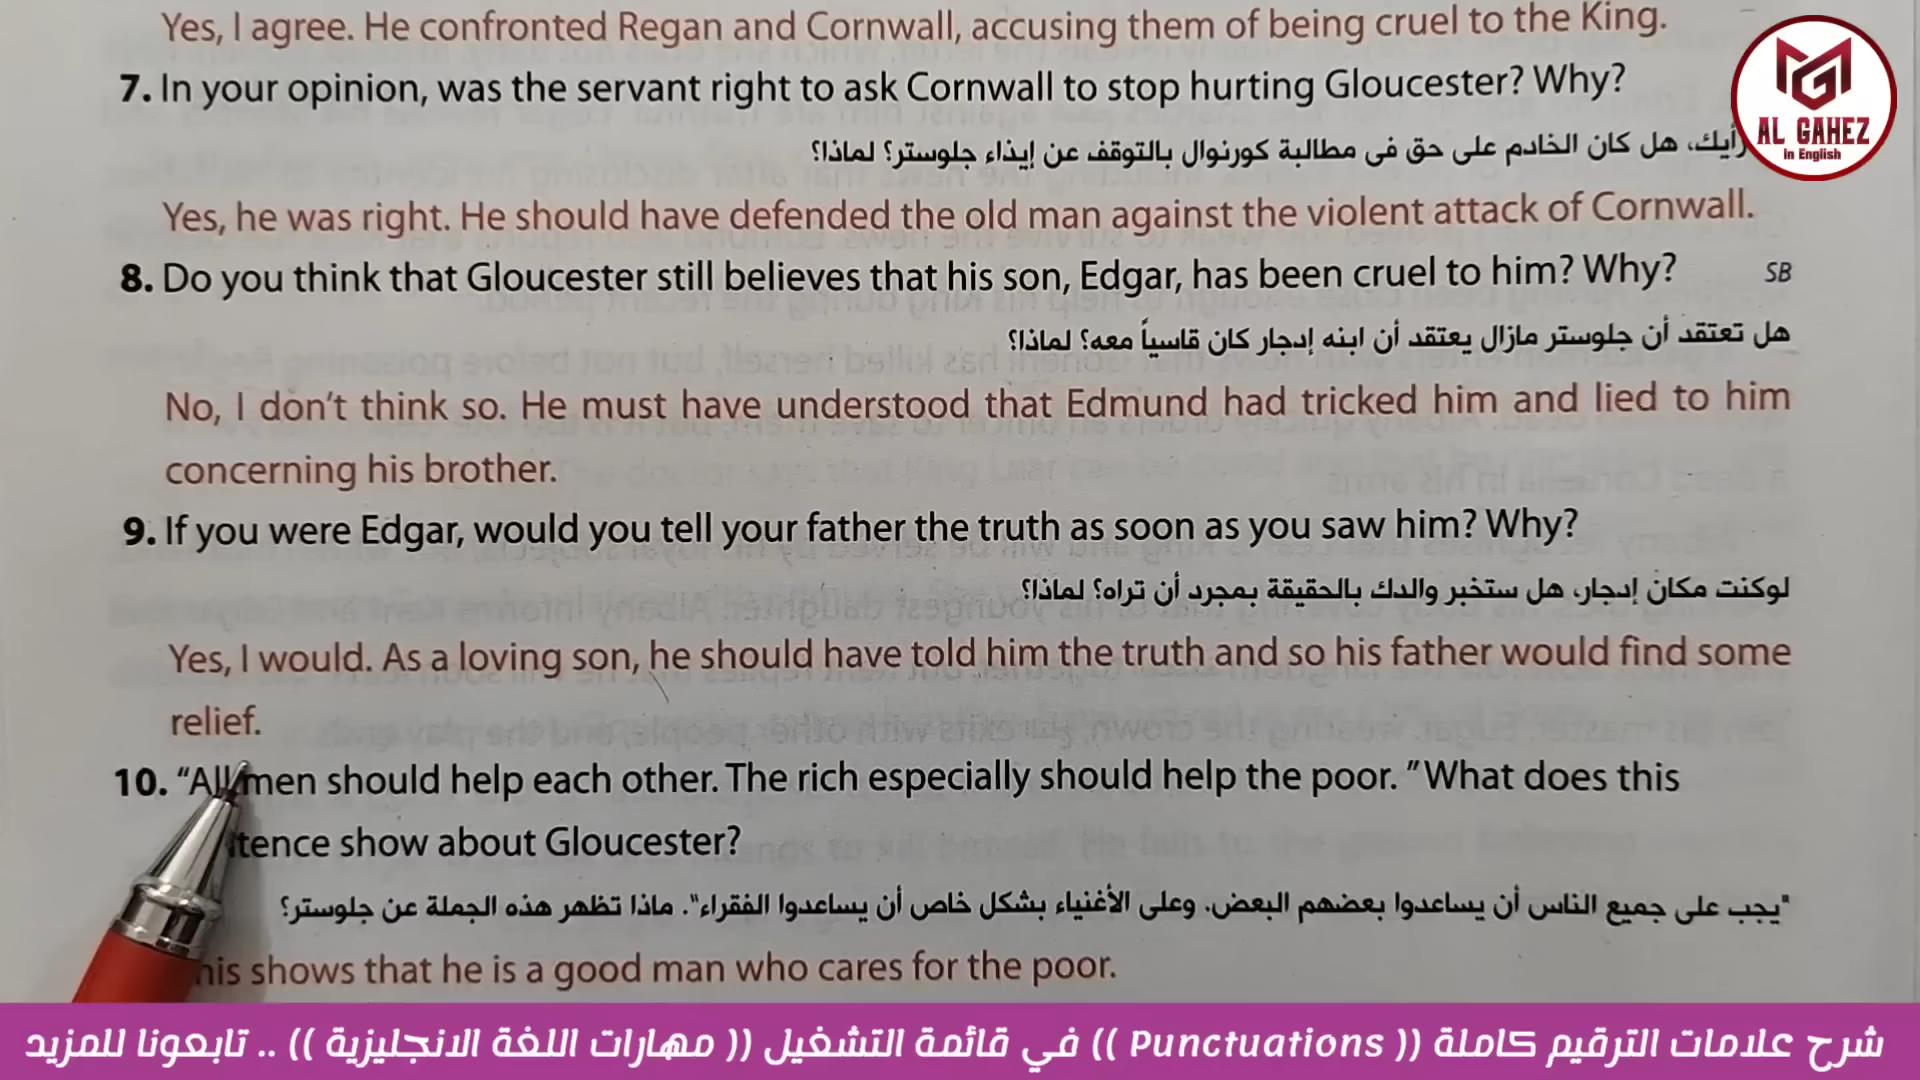 Yes, I agree. He confronted Regan and Cornwall, accusing them of being cruel to the King.
7. In your opinion, was the servant right to ask Cornwall to stop hurting Gloucester? Why?
رأيك، هل كان الخادم على حق فى مطالبة كورنوال بالتوقف عن إيذاء جلوستر؟ لماذا؟
AL GAHEZ
in English
Yes, he was right. He should have defended the old man against the violent attack of Cornwall.
8. Do you think that Gloucester still believes that his son, Edgar, has been cruel to him? Why? SB
هل تعتقد أن جلوستر مازال يعتقد أن ابنه إدجار كان قاسياً معه؟ لماذا؟
No, I don't think so. He must have understood that Edmund had tricked him and lied to him
concerning his brother.
9. If you were Edgar, would you tell your father the truth as soon as you saw him? Why?
لوكنت مكان إدجار، هل ستخبر والدك بالحقيقة بمجرد أن تراه؟ لماذا؟
Yes, I would. As a loving son, he should have told him the truth and so his father would find some
relief.
10. “All men should help each other. The rich especially should help the poor. ”What does this
tence show about Gloucester?
"يجب على جميع الناس أن يساعدوا بعضهم البعض. وعلى الأغنياء بشكل خاص أن يساعدوا الفقراء". ماذا تظهر هذه الجملة عن جلوستر؟
his shows that he is a good man who cares for the poor.
شرح علامات الترقيم كاملة (( Punctuations )) في قائمة التشغيل (( مهارات اللغة الانجليزية )) .. تابعونا للمزيد